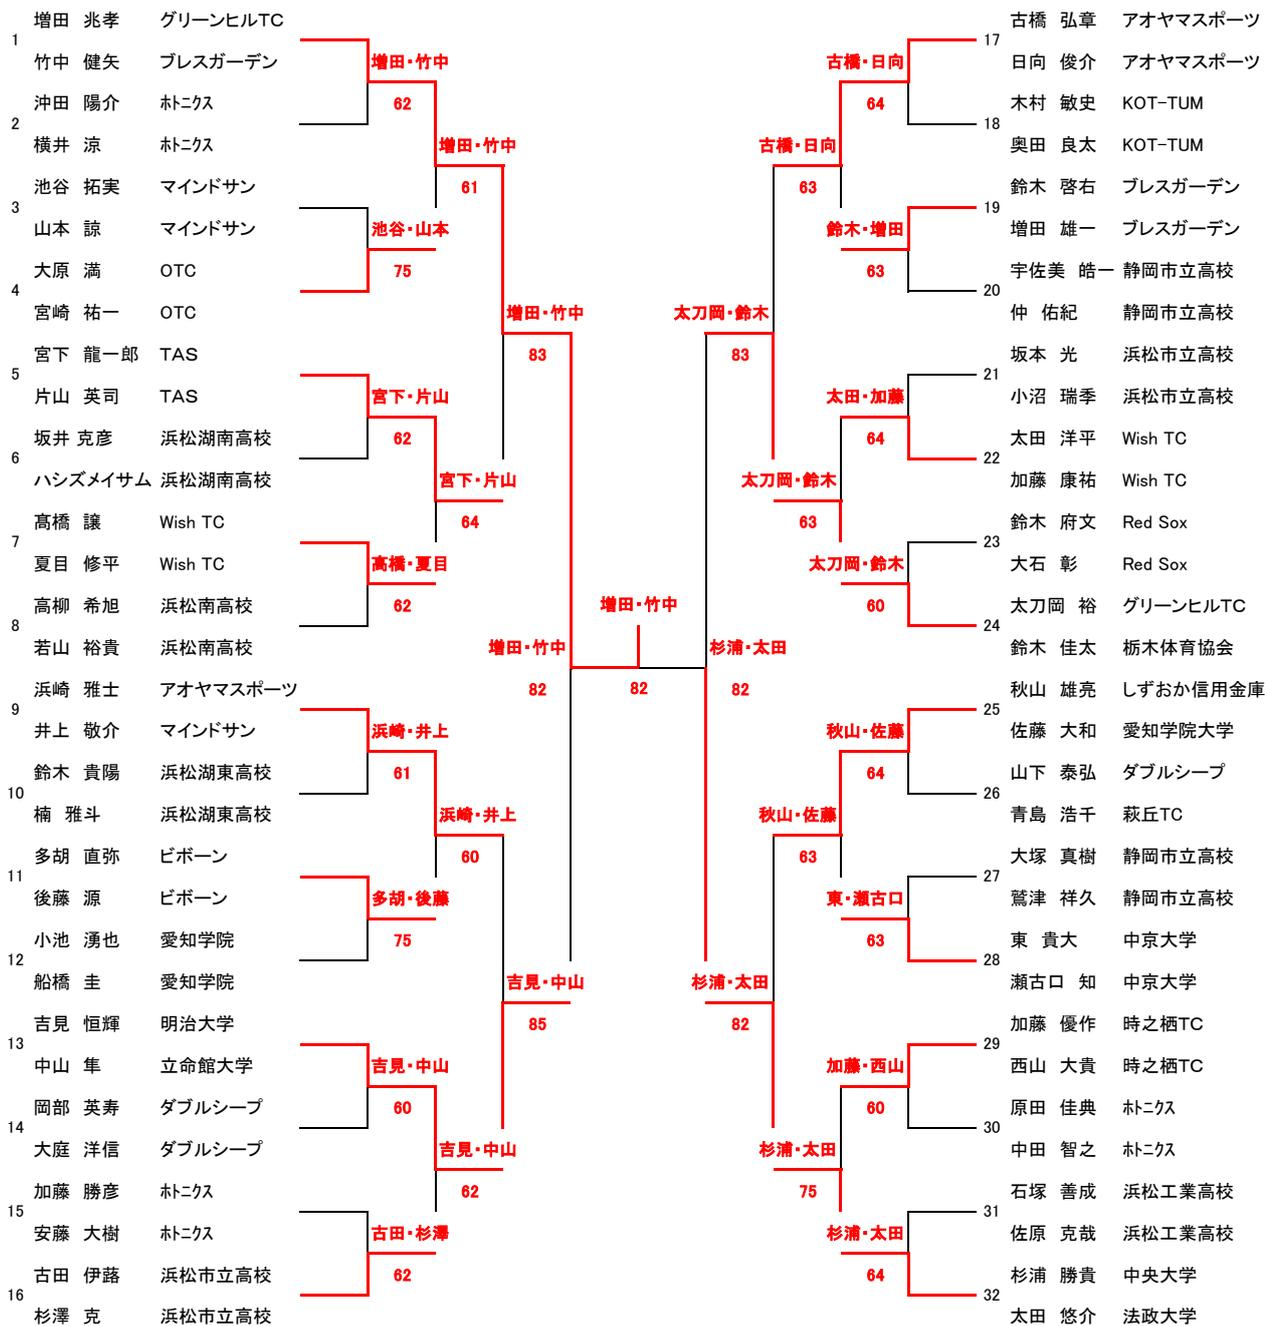 増田 兆孝 グリーンヒルTC
1
竹中 健矢 ブレスガーデン
増田・竹中
沖田 陽介 ホトニクス
62
2
横井 涼 ホトニクス
増田・竹中
池谷 拓実 マインドサン
61
3
山本 諒 マインドサン
池谷・山本
大原 満 OTC
75
4
宮崎 祐一 OTC
増田・竹中
宮下 龍一郎 TAS
83
5
片山 英司 TAS
宮下・片山
坂井 克彦 浜松湖南高校
62
6
ハシズメイサム 浜松湖南高校
宮下・片山
髙橋 譲 Wish TC
64
7
夏目 修平 Wish TC
高橋・夏目
高柳 希旭 浜松南高校
62
8
若山 裕貴 浜松南高校
増田・竹中
浜崎 雅士 アオヤマスポーツ
82
9
井上 敬介 マインドサン
浜崎・井上
鈴木 貴陽 浜松湖東高校
61
10
楠 雅斗 浜松湖東高校
浜崎・井上
多胡 直弥 ビボーン
60
11
後藤 源 ビボーン
多胡・後藤
小池 湧也 愛知学院
75
12
船橋 圭 愛知学院
吉見・中山
吉見 恒輝 明治大学
85
13
中山 隼 立命館大学
吉見・中山
岡部 英寿 ダブルシープ
60
14
大庭 洋信 ダブルシープ
吉見・中山
加藤 勝彦 ホトニクス
62
15
安藤 大樹 ホトニクス
古田・杉澤
古田 伊蕗 浜松市立高校
62
16
杉澤 克 浜松市立高校
増田・竹中
82
古橋 弘章 アオヤマスポーツ
17
古橋・日向
日向 俊介 アオヤマスポーツ
64
木村 敏史 KOT-TUM
18
古橋・日向
奥田 良太 KOT-TUM
63
鈴木 啓右 ブレスガーデン
19
鈴木・増田
増田 雄一 ブレスガーデン
63
宇佐美 皓一 静岡市立高校
20
太刀岡・鈴木
仲 佑紀 静岡市立高校
83
坂本 光 浜松市立高校
21
太田・加藤
小沼 瑞季 浜松市立高校
64
太田 洋平 Wish TC
22
太刀岡・鈴木
加藤 康祐 Wish TC
63
鈴木 府文 Red Sox
23
太刀岡・鈴木
大石 彰 Red Sox
60
太刀岡 裕 グリーンヒルTC
24
杉浦・太田
鈴木 佳太 栃木体育協会
82
秋山 雄亮 しずおか信用金庫
25
秋山・佐藤
佐藤 大和 愛知学院大学
64
山下 泰弘 ダブルシープ
26
秋山・佐藤
青島 浩千 萩丘TC
63
大塚 真樹 静岡市立高校
27
東・瀬古口
鷲津 祥久 静岡市立高校
63
東 貴大 中京大学
28
杉浦・太田
瀬古口 知 中京大学
82
加藤 優作 時之栖TC
29
加藤・西山
西山 大貴 時之栖TC
60
原田 佳典 ホトニクス
30
杉浦・太田
中田 智之 ホトニクス
75
石塚 善成 浜松工業高校
31
杉浦・太田
佐原 克哉 浜松工業高校
64
杉浦 勝貴 中央大学
32
太田 悠介 法政大学